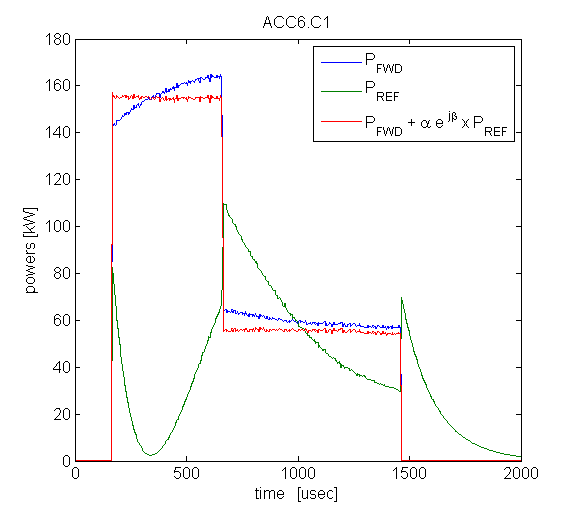 ACC6.C1
180
160
140
120
100
80
60
40
20
0
powers [kW]
P_FWD
P_REF
P_FWD + α e^jβ x P_REF
0 500 1000 1500 2000
time [usec]